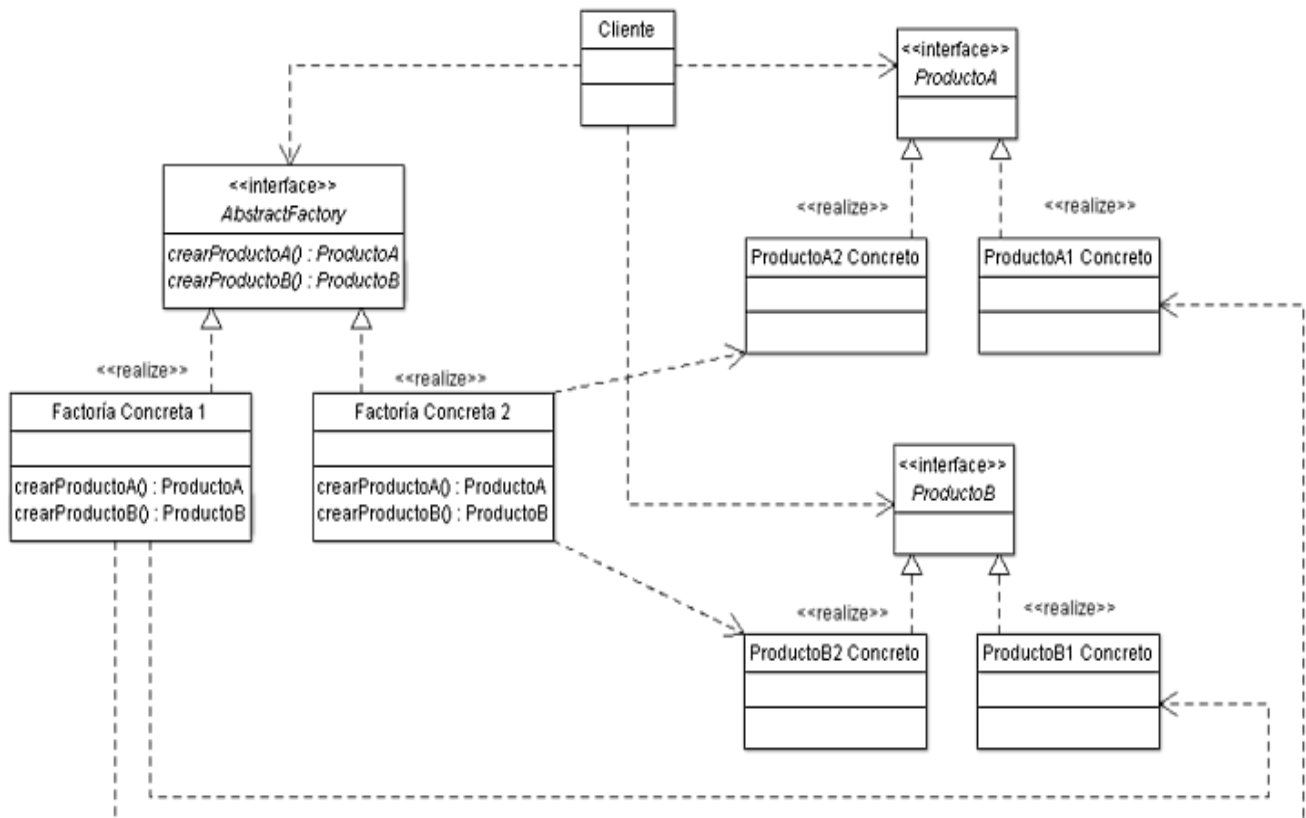 Cliente
<<interface>>
ProductoA
<<interface>>
AbstractFactory
crearProductoA() : ProductoA
crearProductoB() : ProductoB
<<realize>>
<<realize>>
ProductoA2 Concreto
ProductoA1 Concreto
<<realize>>
<<realize>>
Factoría Concreta 1
crearProductoA() : ProductoA
crearProductoB() : ProductoB
Factoría Concreta 2
crearProductoA() : ProductoA
crearProductoB() : ProductoB
<<interface>>
ProductoB
<<realize>>
<<realize>>
ProductoB2 Concreto
ProductoB1 Concreto